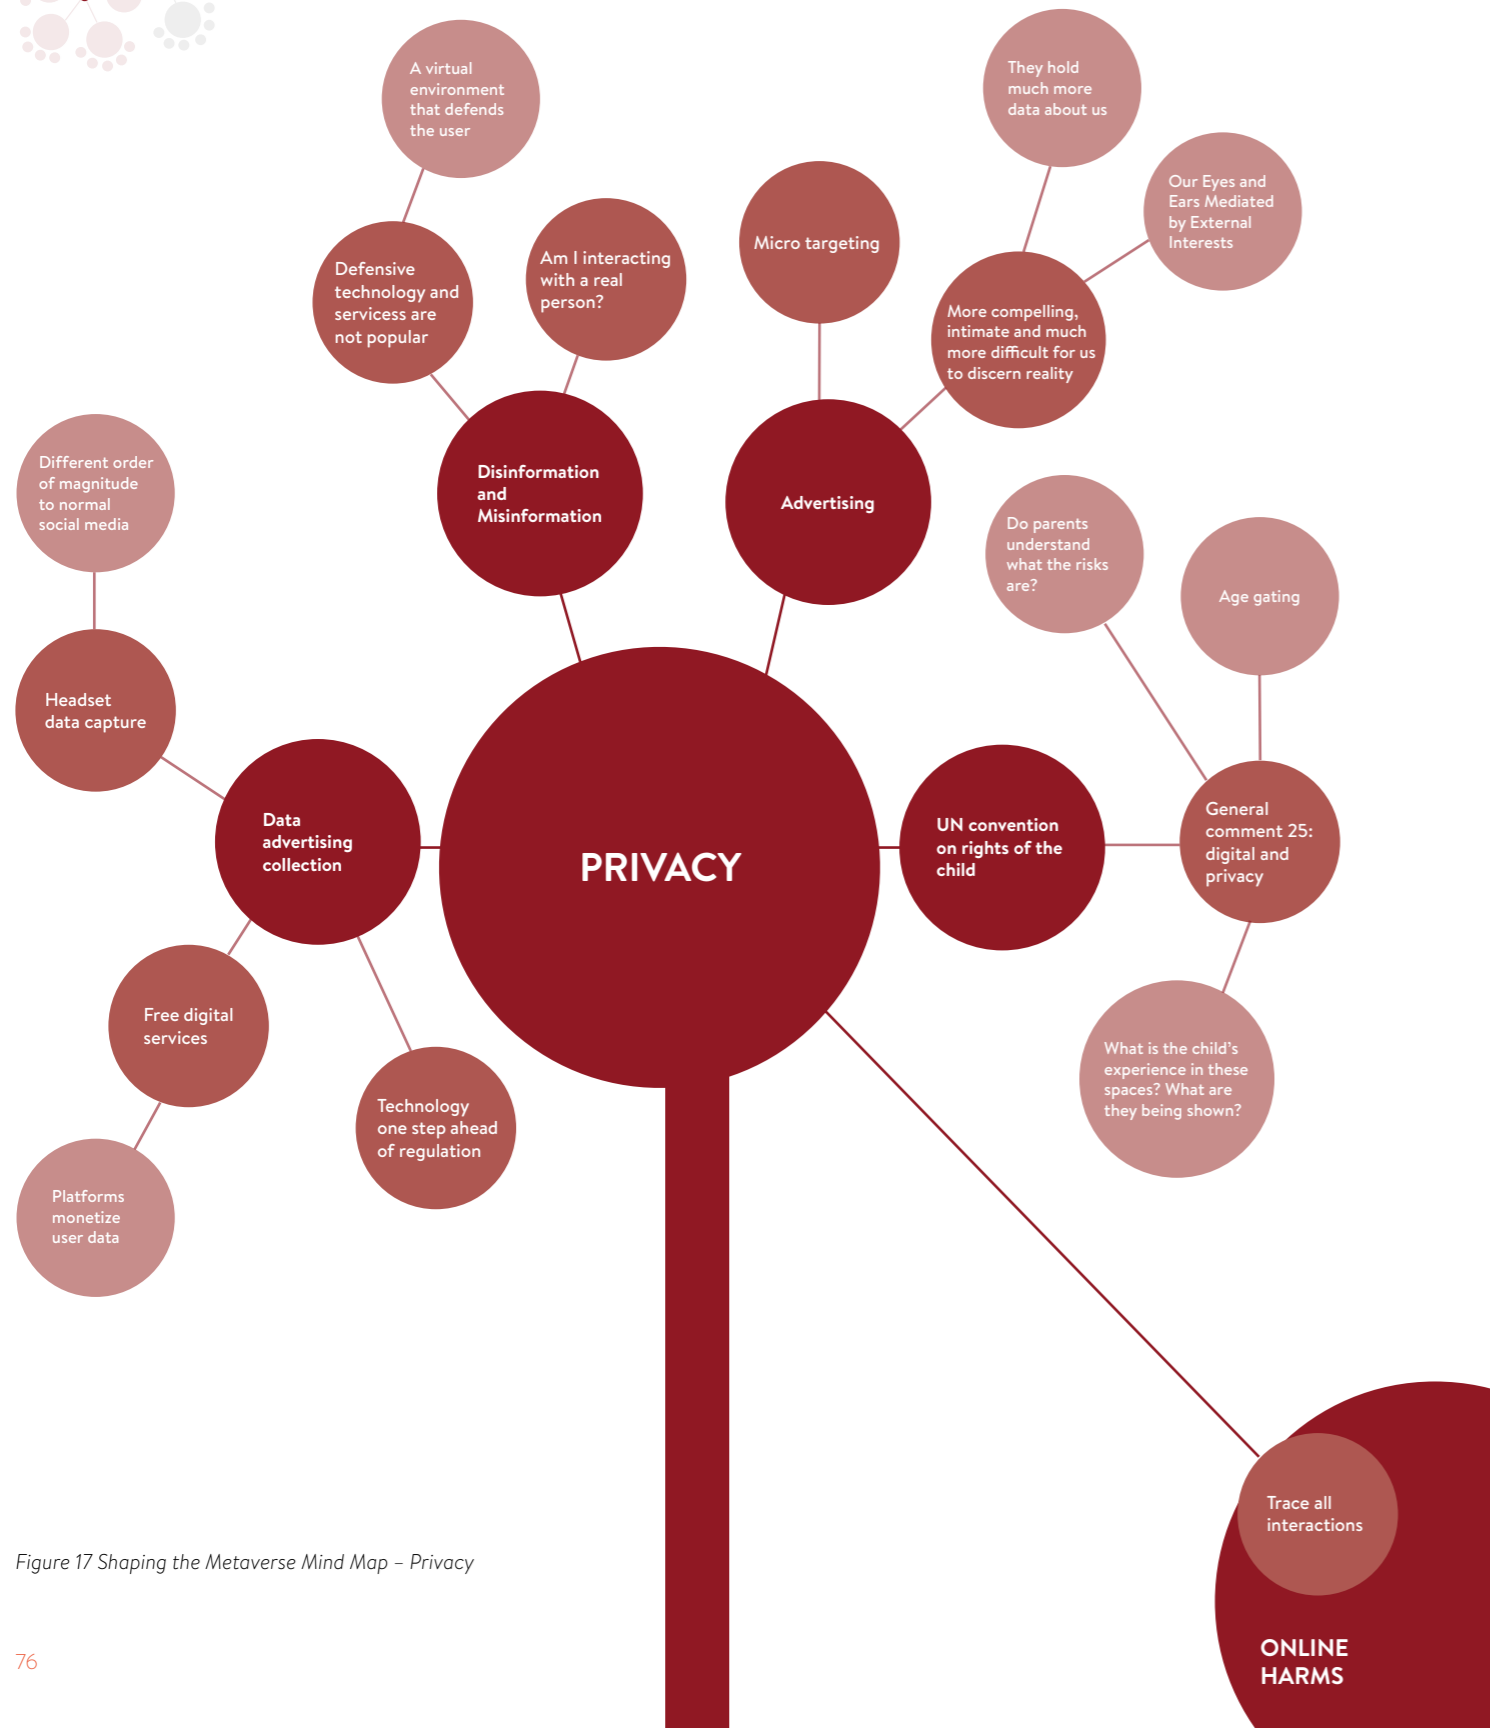 A virtual
environment
that defends
the user
They hold
much more
data about us
Our Eyes and
Ears Mediated
by External
Interests
Micro targeting
Am I interacting
with a real
person?
Defensive
technology and
servicess are
not popular
More compelling,
intimate and much
more difficult for us
to discern reality
Different order
of magnitude
to normal
social media
Disinformation
and
Misinformation
Advertising
Do parents
understand
what the risks
are?
Age gating
Headset
data capture
Data
advertising
collection
PRIVACY
UN convention
on rights of the
child
General
comment 25:
digital and
privacy
Free digital
services
Technology
one step ahead
of regulation
What is the child's
experience in these
spaces? What are
they being shown?
Platforms
monetize
user data
Trace all
interactions
ONLINE
HARMS
Figure 17 Shaping the Metaverse Mind Map – Privacy
76